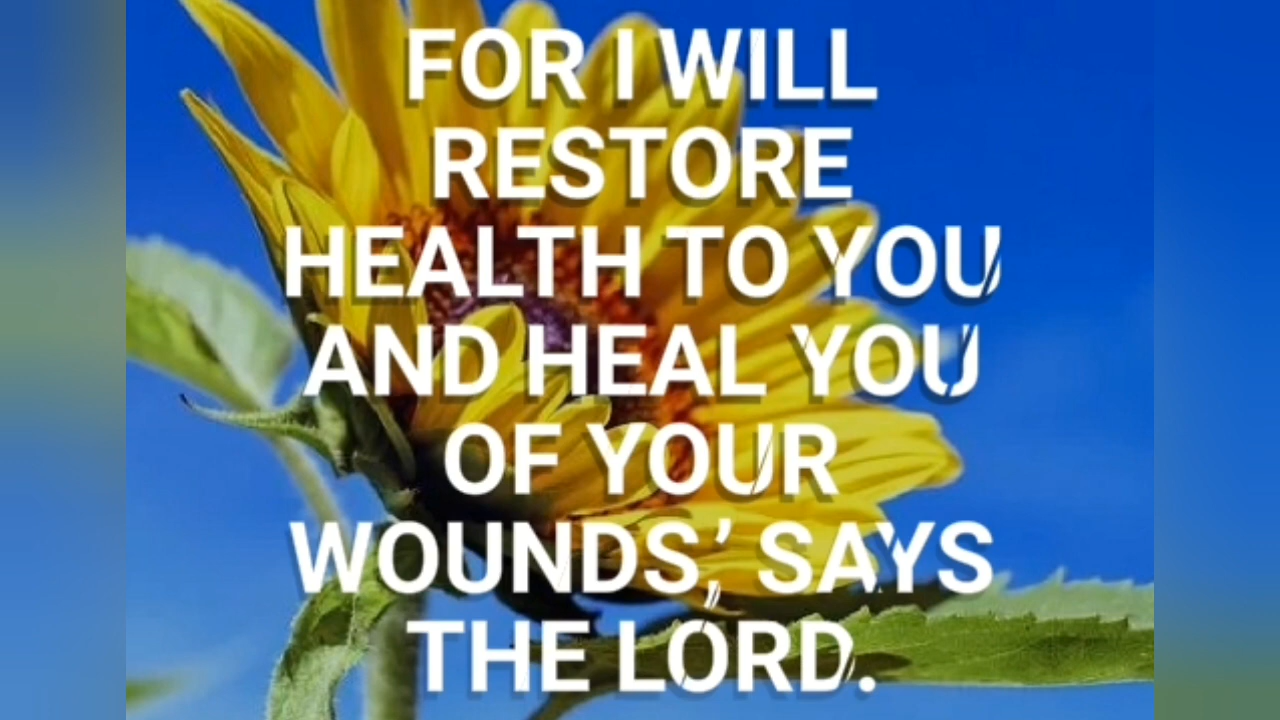 FOR I WILL
RESTORE
HEALTH TO YOU
AND HEAL YOU
OF YOUR
WOUNDS,’ SAYS
THE LORD.